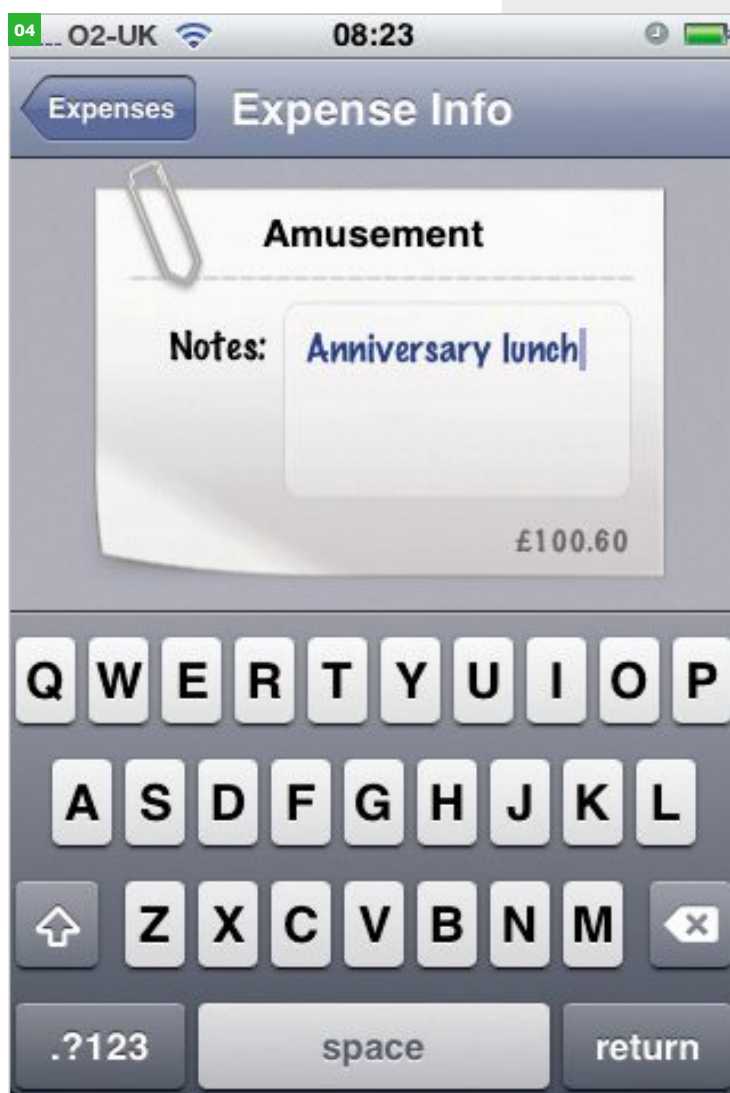 04
O2-UK 08:23
Expenses Expense Info
Amusement
Notes: Anniversary lunch
£100.60
Q W E R T Y U I O P
A S D F G H J K L
Z X C V B N M
.?123 space return